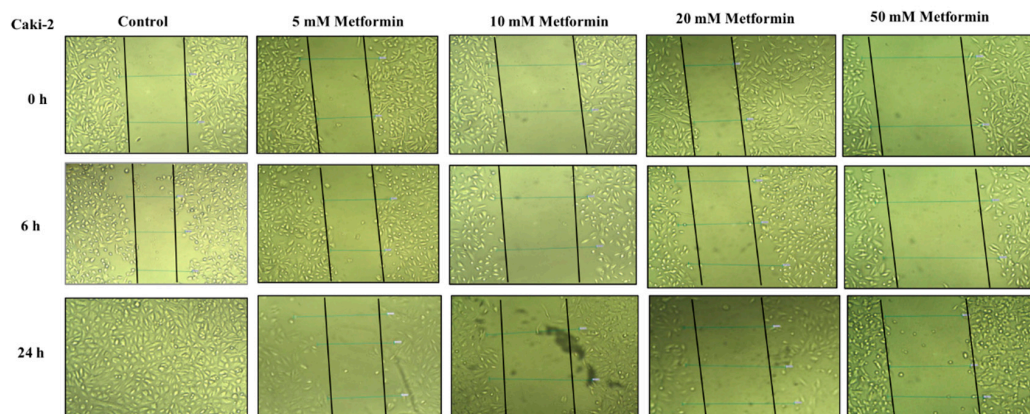 Caki-2
Control
5 mM Metformin
10 mM Metformin
20 mM Metformin
50 mM Metformin
0 h
6 h
24 h